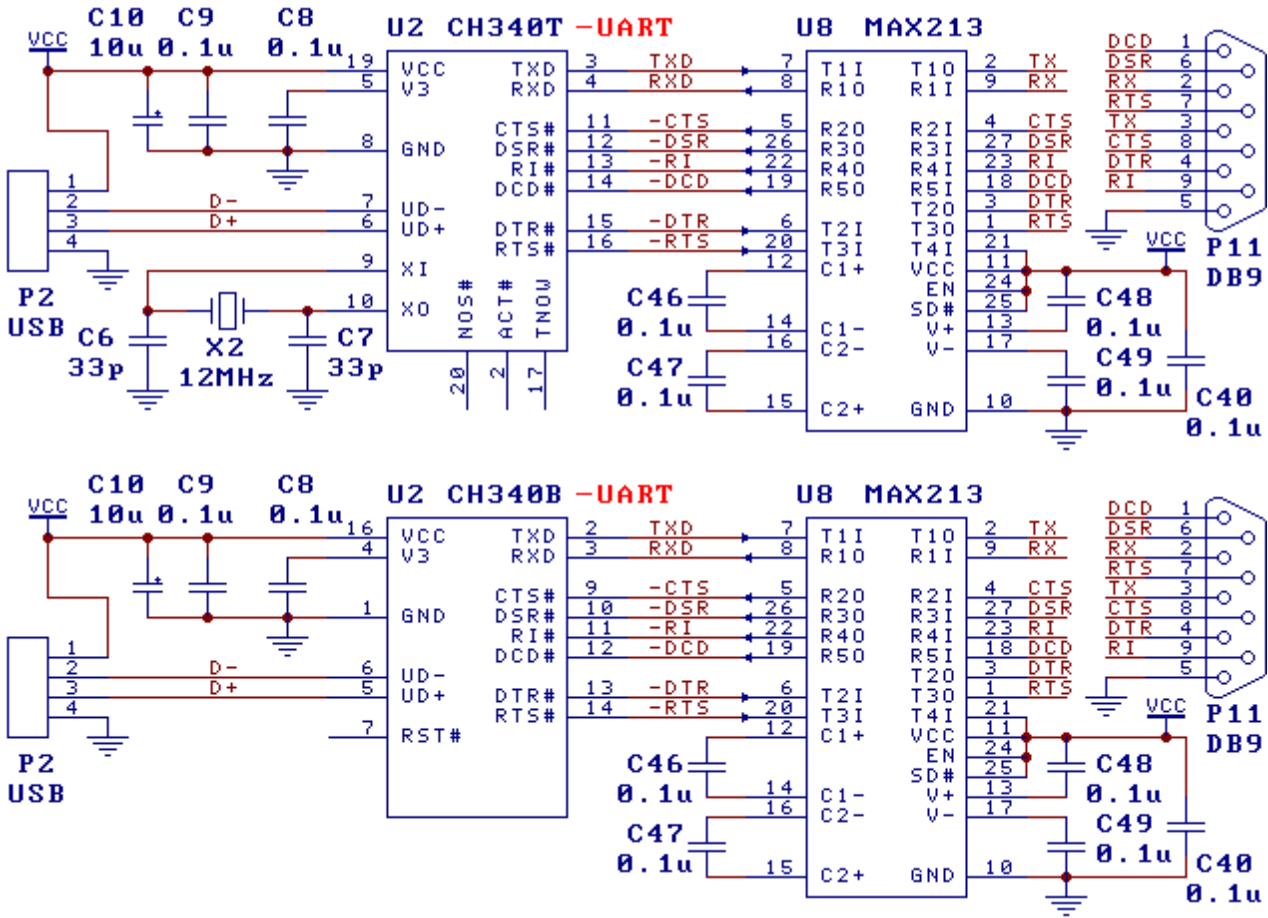 C10 C9 C8 U2 CH340T -UART U8 MAX213
VCC 10u 0.1u 0.1u
19 VCC TXD 3 TXD 7 T1I T1O 2 TX DCD 1
5 V3 RXD 4 RXD 8 R1O R1I 9 RX DSR 6
RX 2
RTS 7
CTS# 11 -CTS 5 R2O R2I 4 CTS TX 3
8 GND DSR# 12 -DSR 26 R3O R3I 27 DSR CTS 8
RI# 13 -RI 22 R4O R4I 23 RI DTR 4
1 DCD# 14 -DCD 19 R5O R5I 18 DCD RI 9
2 D- 7 UD- T2O 3 DTR 5
3 D+ 6 UD+ DTR# 15 -DTR 6 T2I T3O 1 RTS
4 RTS# 16 -RTS 20 T3I T4I 21 VCC P11
9 XI 12 C1+ VCC 11 DB9
P2 EN 24
USB 10 XO NOS# ACT# TNOW C46 SD# 25 C48
C6 X2 C7 0.1u 14 C1- V+ 13 0.1u
33p 12MHz 33p 16 C2- V- 17 C49
20 2 17 C47 0.1u
0.1u 15 C2+ GND 10 C40
0.1u
C10 C9 C8 U2 CH340B -UART U8 MAX213
VCC 10u 0.1u 0.1u
16 VCC TXD 2 TXD 7 T1I T1O 2 TX DCD 1
4 V3 RXD 3 RXD 8 R1O R1I 9 RX DSR 6
RX 2
RTS 7
CTS# 9 -CTS 5 R2O R2I 4 CTS TX 3
1 GND DSR# 10 -DSR 26 R3O R3I 27 DSR CTS 8
RI# 11 -RI 22 R4O R4I 23 RI DTR 4
1 DCD# 12 -DCD 19 R5O R5I 18 DCD RI 9
2 D- 6 UD- T2O 3 DTR 5
3 D+ 5 UD+ DTR# 13 -DTR 6 T2I T3O 1 RTS
4 RTS# 14 -RTS 20 T3I T4I 21 VCC P11
7 RST# 12 C1+ VCC 11 DB9
P2 EN 24
USB C46 SD# 25 C48
0.1u 14 C1- V+ 13 0.1u
16 C2- V- 17 C49
C47 0.1u
0.1u 15 C2+ GND 10 C40
0.1u